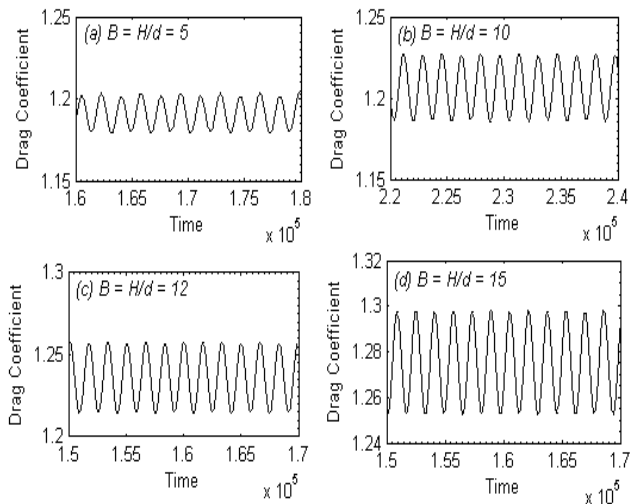 (a) B = H/d = 5
Drag Coefficient
1.25
1.2
1.15
1.6 1.65 1.7 1.75 1.8
Time
x 10^5
(b) B = H/d = 10
Drag Coefficient
1.25
1.2
1.15
2.2 2.25 2.3 2.35 2.4
Time
x 10^5
(c) B = H/d = 12
Drag Coefficient
1.3
1.25
1.2
1.5 1.55 1.6 1.65 1.7
Time
x 10^5
(d) B = H/d = 15
Drag Coefficient
1.32
1.3
1.28
1.26
1.24
1.5 1.55 1.6 1.65 1.7
Time
x 10^5